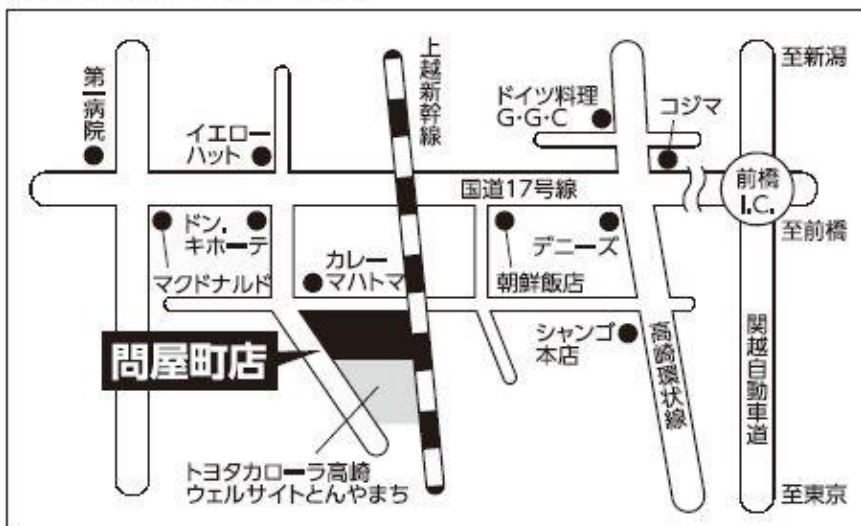 第一病院
イエロー
ハット
上越新幹線
ドイツ料理
G・G・C
コジマ
至新潟
国道17号線
前橋
I.C.
至前橋
ドン.
キホーテ
マクドナルド
カレー
マハトマ
朝鮮飯店
デニーズ
問屋町店
シャンゴ
本店
高崎環状線
関越自動車道
トヨタカローラ高崎
ウェルサイトとんやまち
至東京